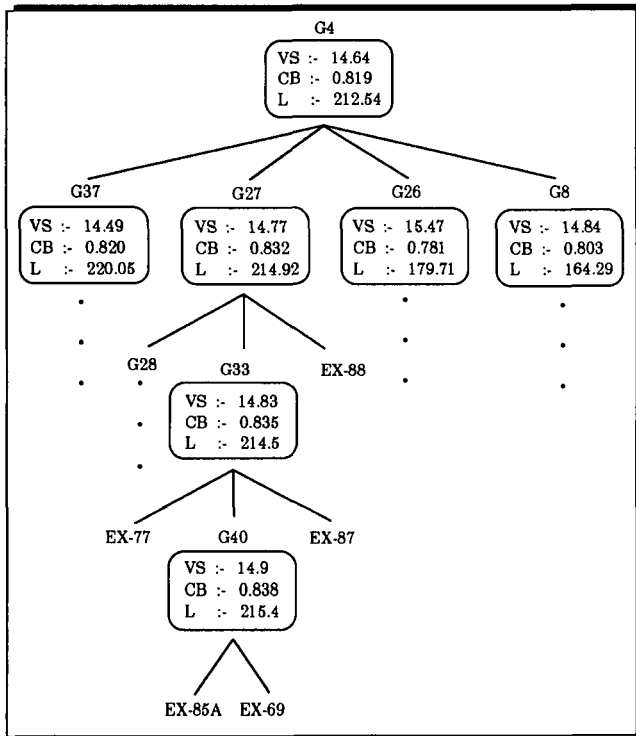 G4
VS :- 14.64
CB :- 0.819
L :- 212.54
G37 G27 G26 G8
VS :- 14.49
CB :- 0.820
L :- 220.05
VS :- 14.77
CB :- 0.832
L :- 214.92
VS :- 15.47
CB :- 0.781
L :- 179.71
VS :- 14.84
CB :- 0.803
L :- 164.29
G28 G33 EX-88
VS :- 14.83
CB :- 0.835
L :- 214.5
EX-77 G40 EX-87
VS :- 14.9
CB :- 0.838
L :- 215.4
EX-85A EX-69